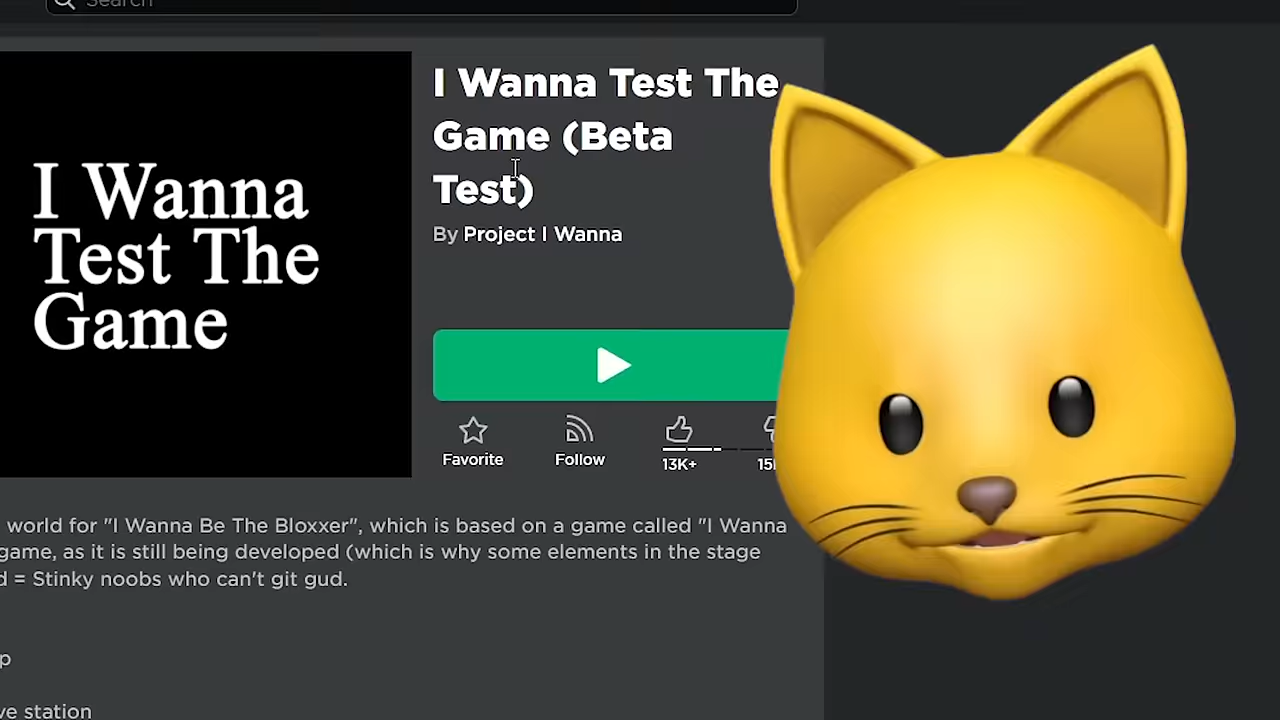 Search
I Wanna
Test The
Game
I Wanna Test The
Game (Beta
Test)
By Project I Wanna
Favorite
Follow
13K+
world for "I Wanna Be The Bloxxer", which is based on a game called "I Wanna
game, as it is still being developed (which is why some elements in the stage
= Stinky noobs who can't git gud.
station